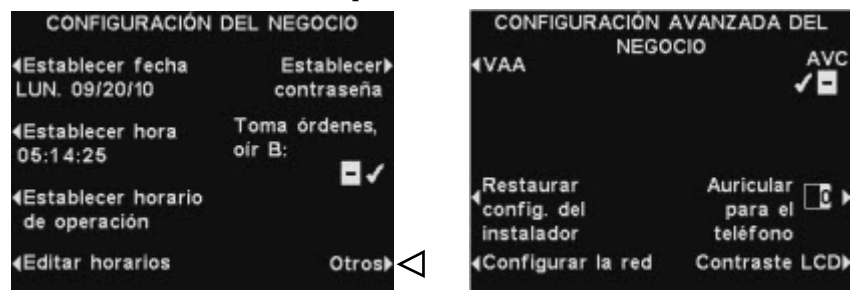 CONFIGURACIÓN DEL NEGOCIO
Establecer fecha
LUN. 09/20/10
Establecer
contraseña
Establecer hora
05:14:25
Toma órdenes,
oír B:
Establecer horario
de operación
Editar horarios
Otros
CONFIGURACIÓN AVANZADA DEL
NEGOCIO
VAA
AVC
Restaurar
config. del
instalador
Auricular
para el
teléfono
0
Configurar la red
Contraste LCD